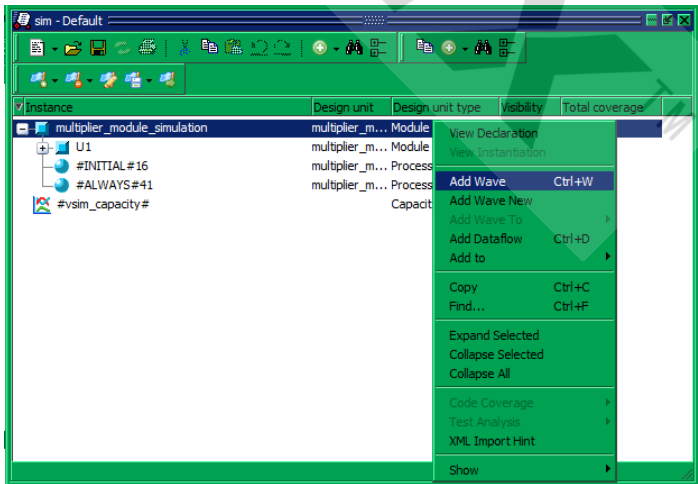 sim - Default
Instance Design unit Design unit type Visibility Total coverage
multiplier_module_simulation multiplier_m... Module
U1 multiplier_m... Module
#INITIAL#16 multiplier_m... Process
#ALWAYS#41 multiplier_m... Process
#vsim_capacity# Capacit
View Declaration
View Instantiation
Add Wave Ctrl+W
Add Wave New
Add Wave To
Add Dataflow Ctrl+D
Add to
Copy Ctrl+C
Find... Ctrl+F
Expand Selected
Collapse Selected
Collapse All
Code Coverage
Test Analysis
XML Import Hint
Show